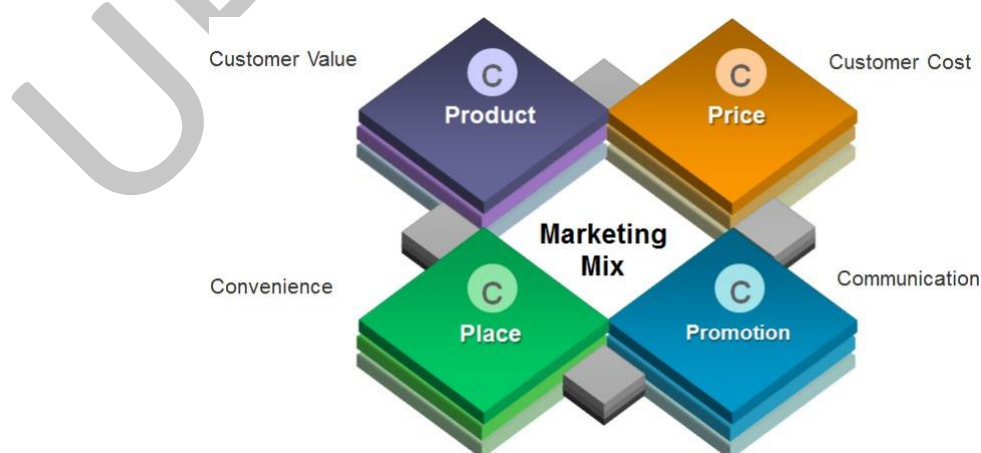 Customer Value
C
Product
C
Price
Customer Cost
Marketing
Mix
Convenience
C
Place
C
Promotion
Communication